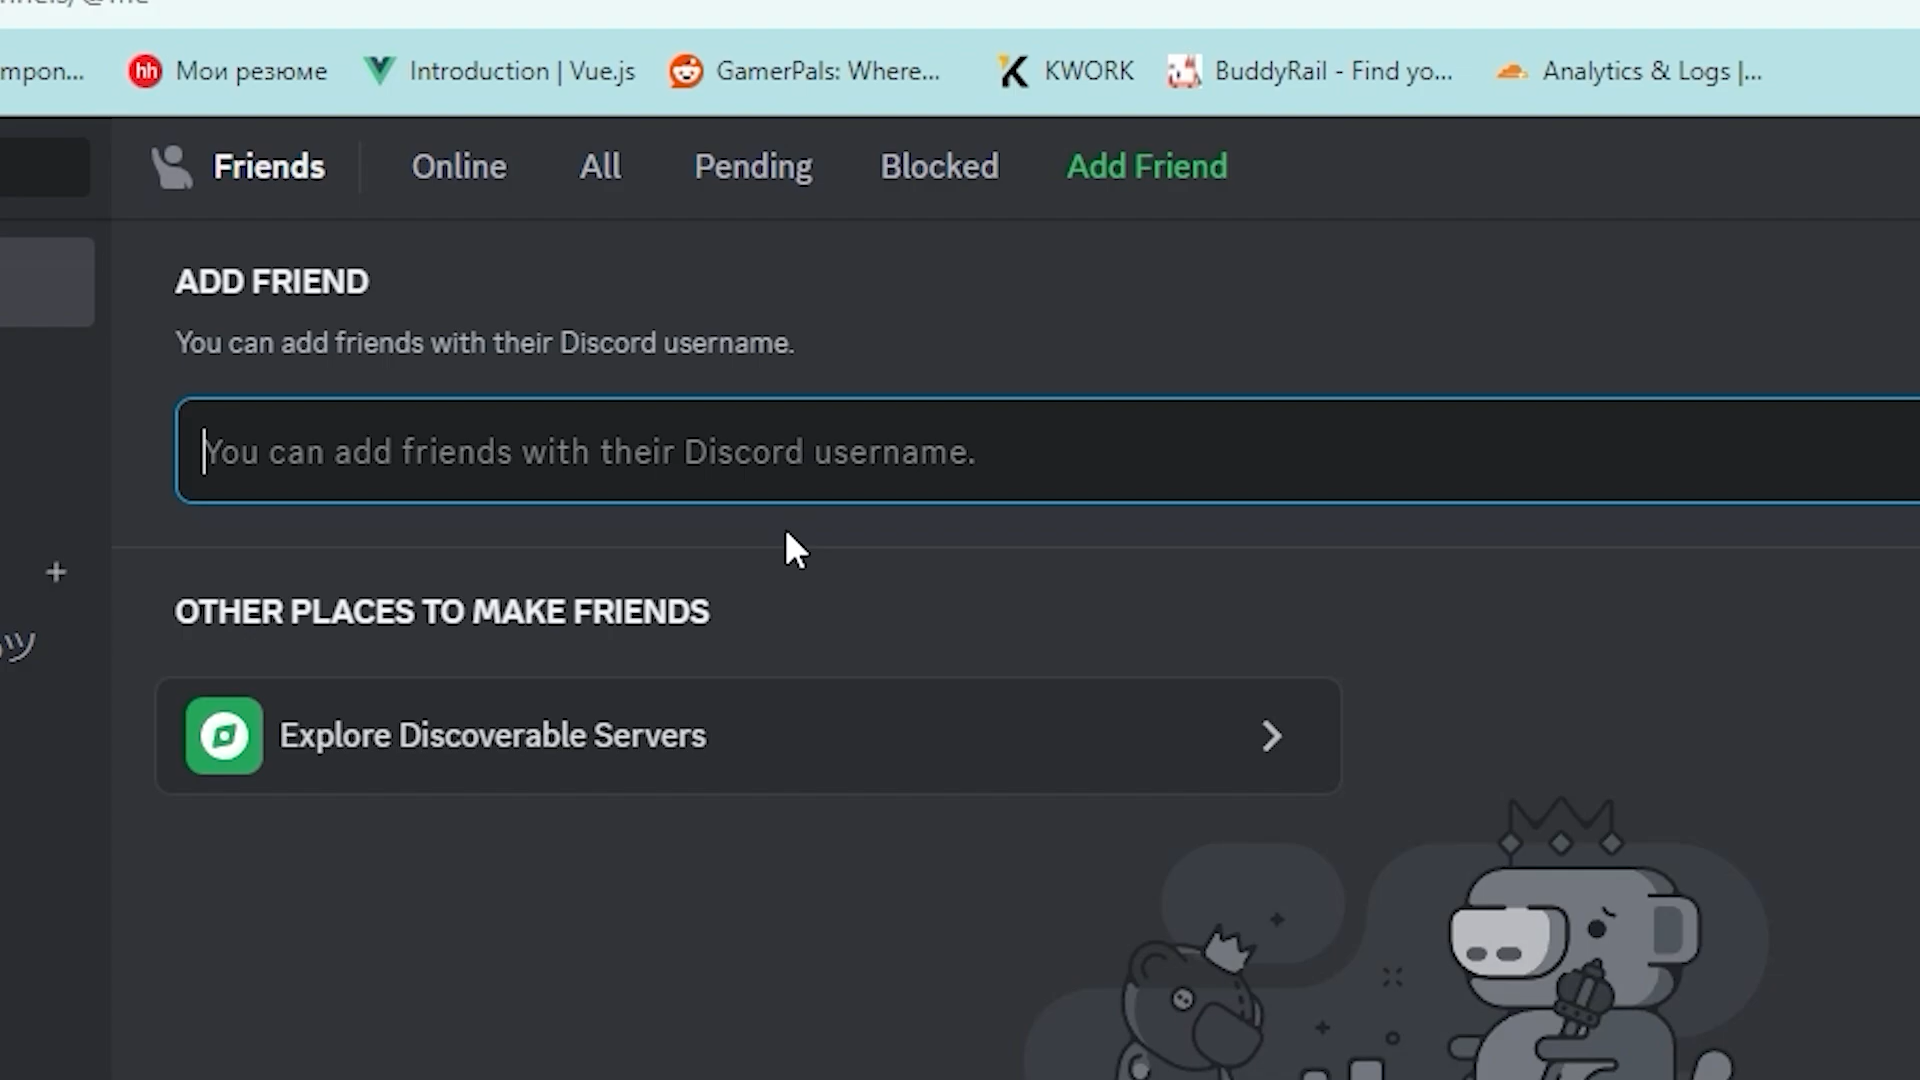 mpon... hh Мои резюме Introduction | Vue.js GamerPals: Where... KWORK BuddyRail - Find yo... Analytics & Logs |...
Friends Online All Pending Blocked Add Friend
ADD FRIEND
You can add friends with their Discord username.
You can add friends with their Discord username.
+
OTHER PLACES TO MAKE FRIENDS
ツ
Explore Discoverable Servers